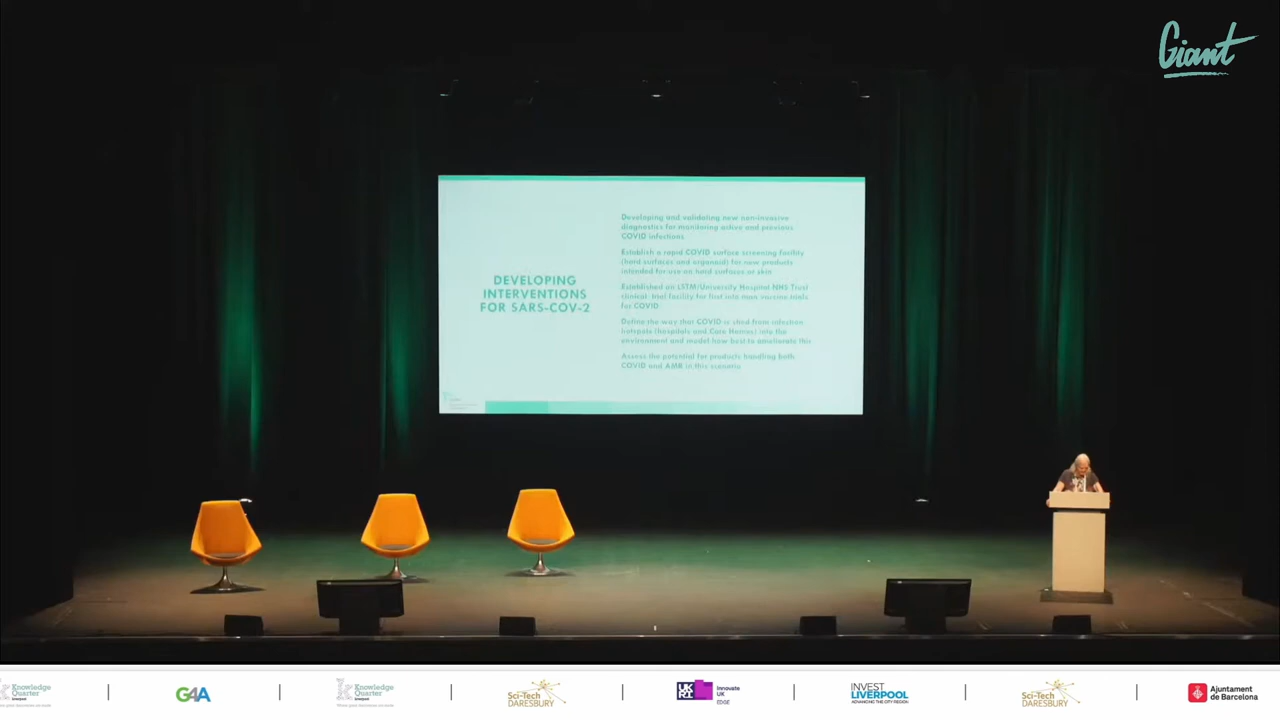 Giant
DEVELOPING
INTERVENTIONS
FOR SARS-COV-2
Developing and validating new non-invasive
diagnostics for monitoring active and previous
COVID infections
Establish a rapid COVID surface screening facility
(hard surfaces and organoid) for new products
intended for use on hard surfaces or skin
Established an LSTM/University Hospital NHS Trust
clinical trial facility for first into man vaccine trials
for COVID
Define the way that COVID is shed from infection
hotspots (hospitals and Care Homes) into the
environment and model how best to ameliorate this
Assess the potential for products handling both
COVID and AMR in this scenario
Knowledge
Quarter
G4A
Knowledge
Quarter
Sci-Tech
DARESBURY
UKRI
Innovate
UK
EDGE
INVEST
LIVERPOOL
ADVANCING THE CITY REGION
Sci-Tech
DARESBURY
Ajuntament
de Barcelona